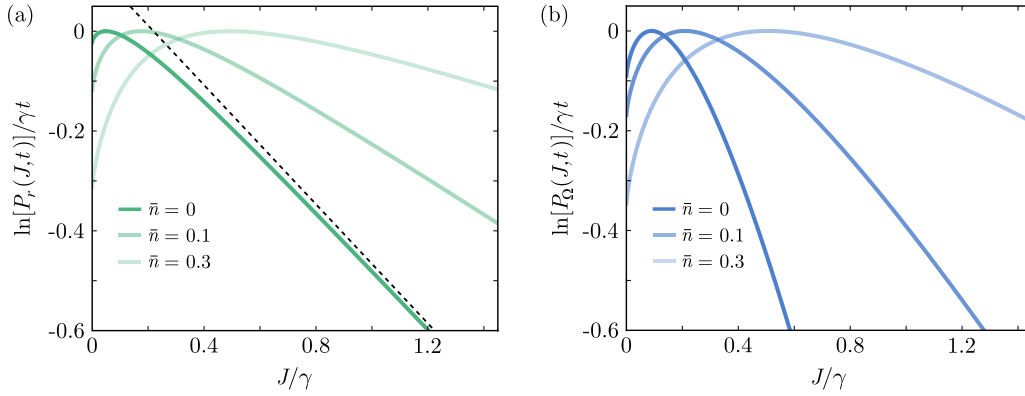 (a)
ln[P_r(J,t)]/γt
0
-0.2
-0.4
-0.6
n̄ = 0
n̄ = 0.1
n̄ = 0.3
0 0.4 0.8 1.2
J/γ
(b)
ln[P_Ω(J,t)]/γt
0
-0.2
-0.4
-0.6
n̄ = 0
n̄ = 0.1
n̄ = 0.3
0 0.4 0.8 1.2
J/γ